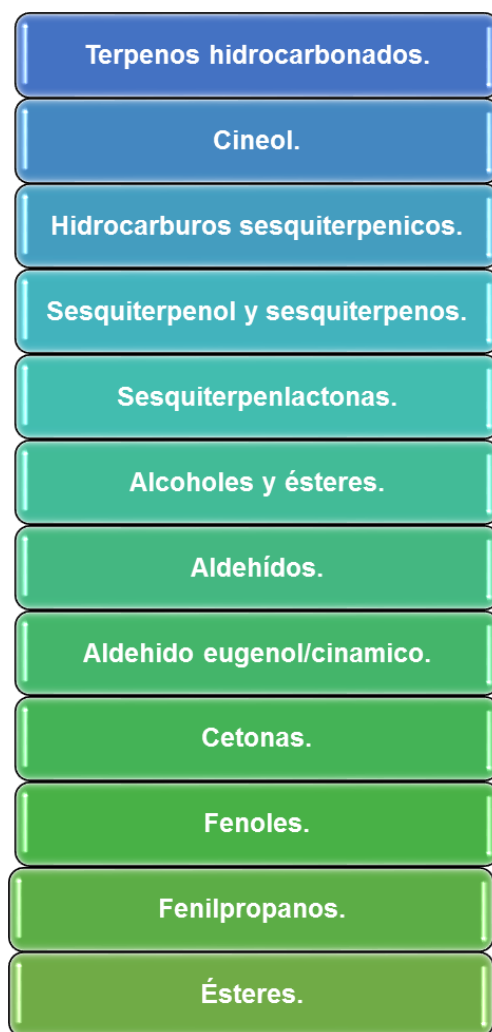 Terpenos hidrocarbonados.
Cineol.
Hidrocarburos sesquiterpenicos.
Sesquiterpenol y sesquiterpenos.
Sesquiterpenlactonas.
Alcoholes y ésteres.
Aldehídos.
Aldehido eugenol/cinamico.
Cetonas.
Fenoles.
Fenilpropanos.
Ésteres.